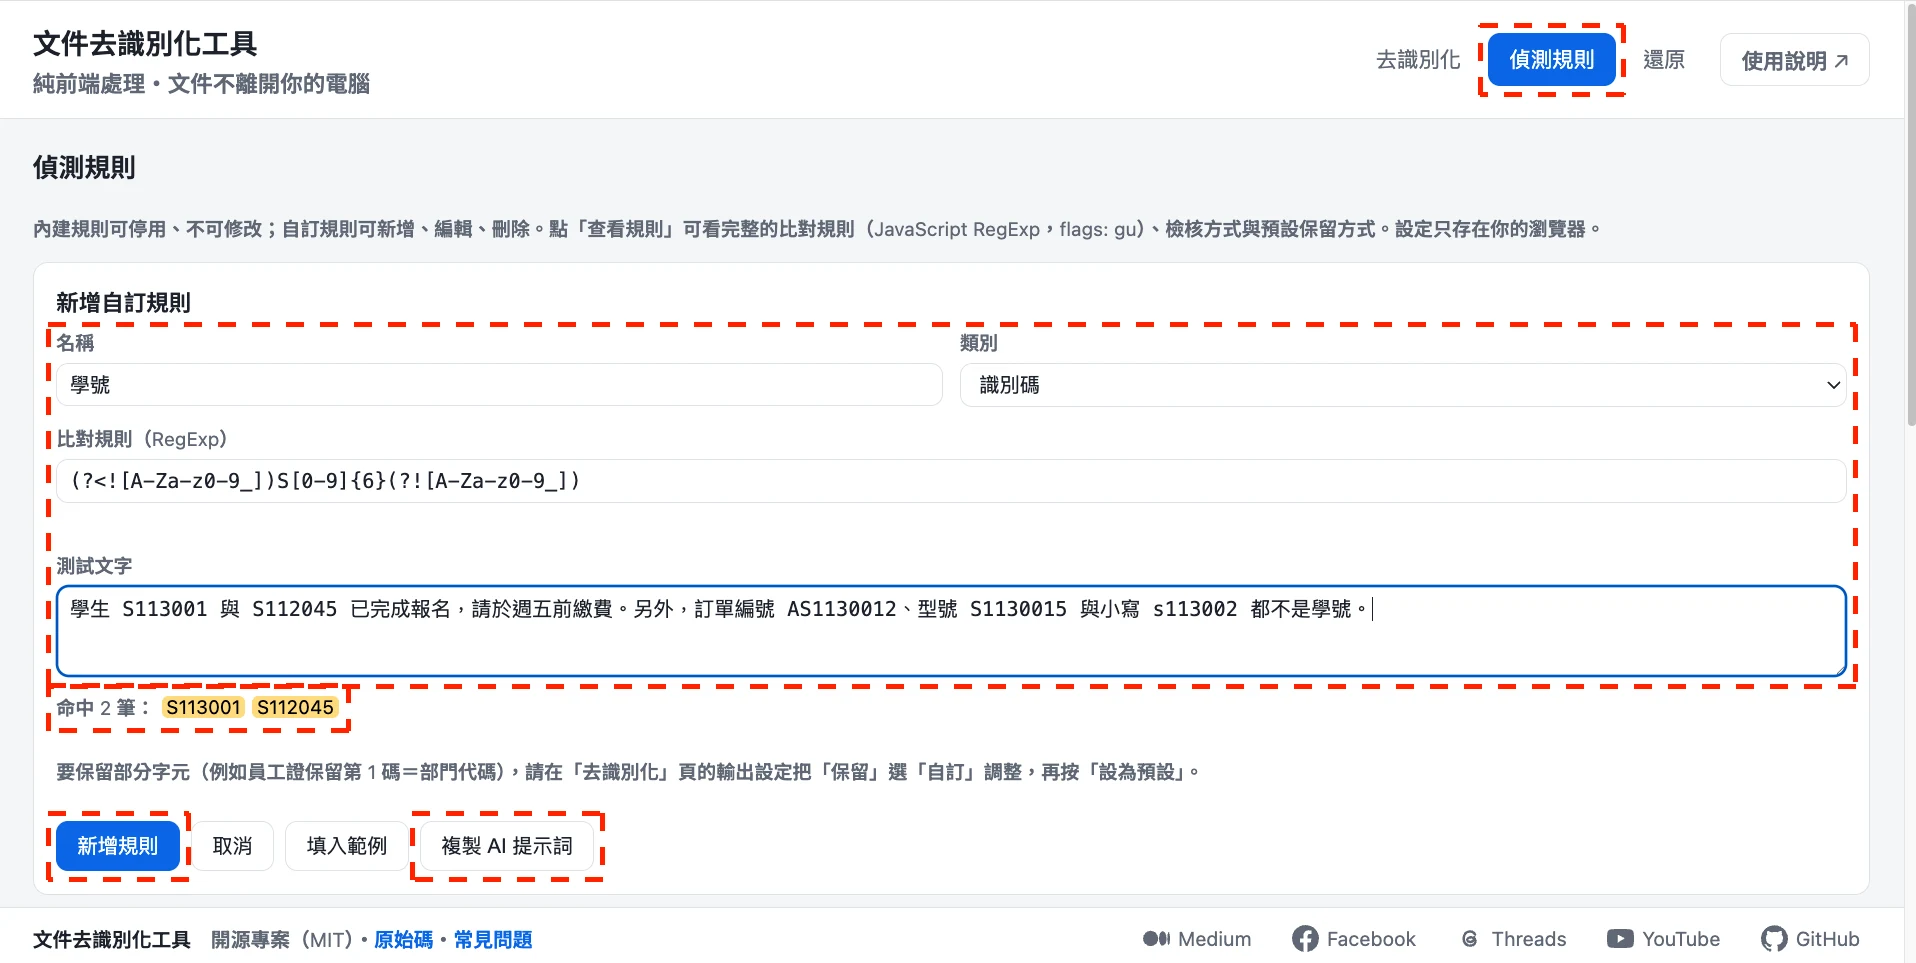 文件去識別化工具
純前端處理・文件不離開你的電腦
去識別化 偵測規則 還原 使用說明 ↗
偵測規則
內建規則可停用、不可修改；自訂規則可新增、編輯、刪除。點「查看規則」可看完整的比對規則（JavaScript RegExp，flags: gu）、檢核方式與預設保留方式。設定只存在你的瀏覽器。
新增自訂規則
名稱 類別
學號 識別碼
比對規則（RegExp）
(?<![A-Za-z0-9_])S[0-9]{6}(?![A-Za-z0-9_])
測試文字
學生 S113001 與 S112045 已完成報名，請於週五前繳費。另外，訂單編號 AS1130012、型號 S1130015 與小寫 s113002 都不是學號。
命中 2 筆： S113001 S112045
要保留部分字元（例如員工證保留第 1 碼＝部門代碼），請在「去識別化」頁的輸出設定把「保留」選「自訂」調整，再按「設為預設」。
新增規則 取消 填入範例 複製 AI 提示詞
文件去識別化工具 開源專案（MIT）・原始碼・常見問題 Medium Facebook Threads YouTube GitHub